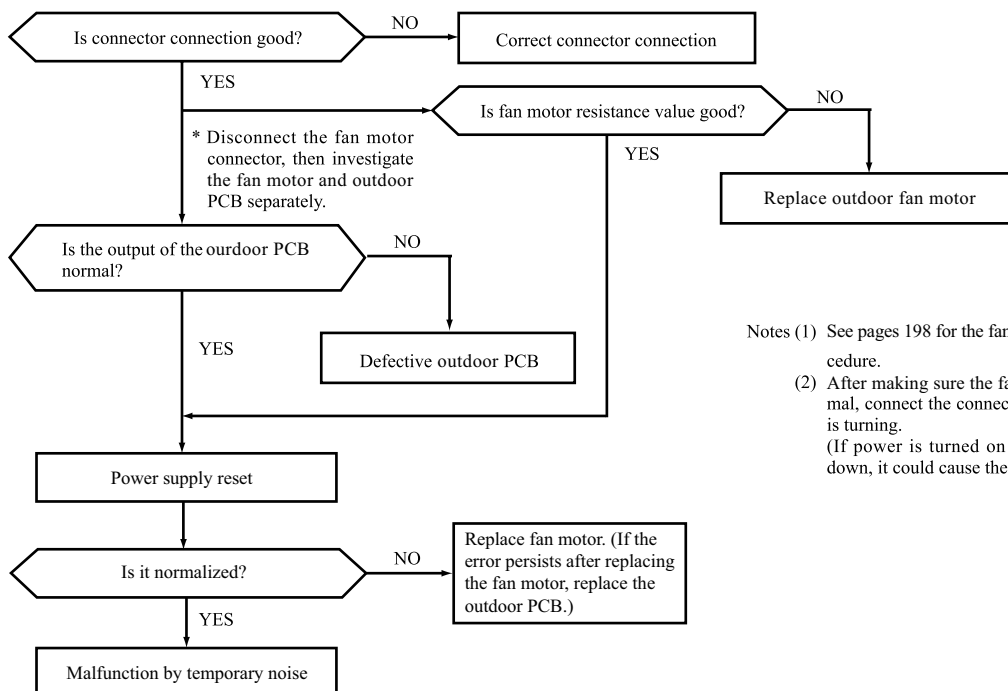 Is connector connection good?
NO
Correct connector connection
YES
Is fan motor resistance value good?
NO
YES
Replace outdoor fan motor
* Disconnect the fan motor
connector, then investigate
the fan motor and outdoor
PCB separately.
Is the output of the ourdoor PCB
normal?
NO
YES
Defective outdoor PCB
Notes (1) See pages 198 for the fan
cedure.
(2) After making sure the fa
mal, connect the connec
is turning.
(If power is turned on
down, it could cause the
Power supply reset
Is it normalized?
NO
Replace fan motor. (If the
error persists after replacing
the fan motor, replace the
outdoor PCB.)
YES
Malfunction by temporary noise